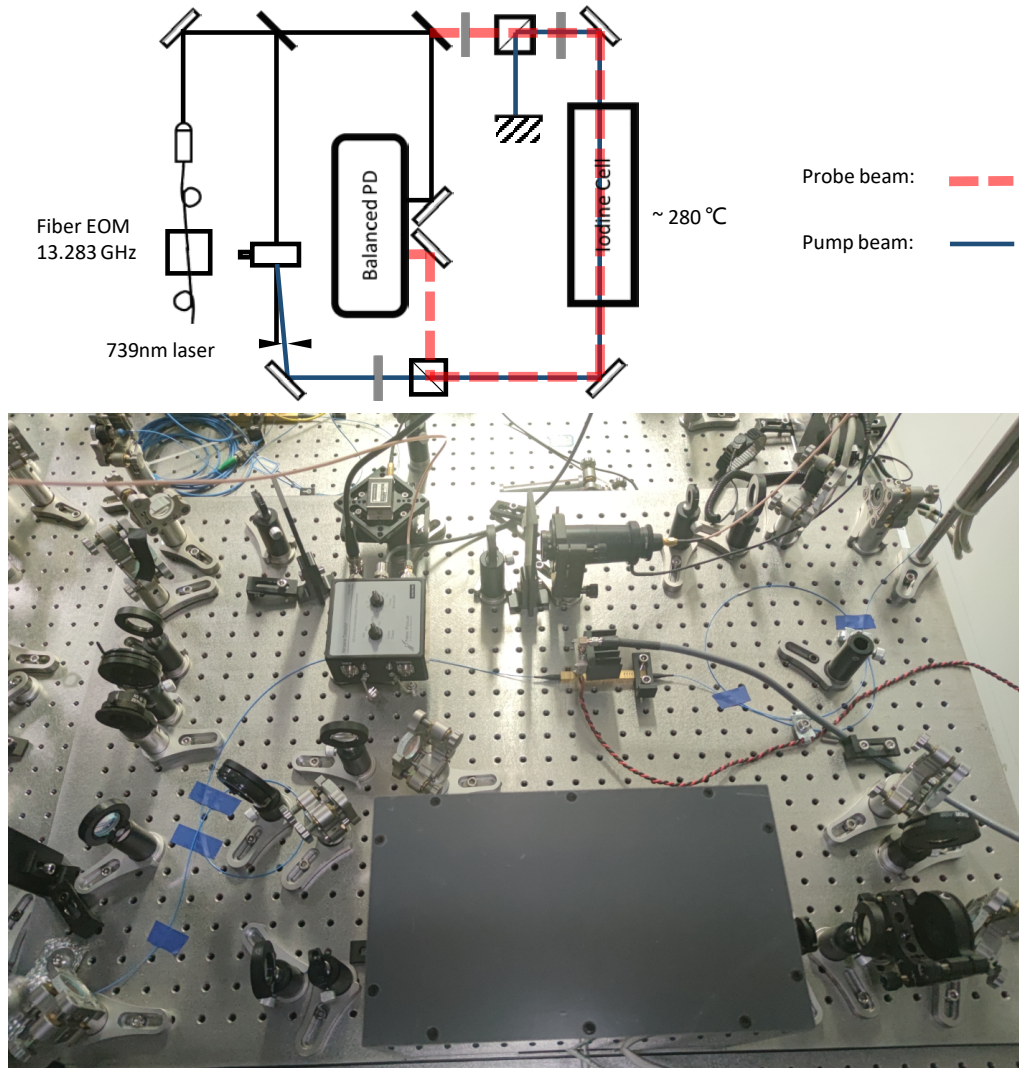 Fiber EOM
13.283 GHz
739nm laser
Balanced PD
Iodine Cell
~ 280 ℃
Probe beam:
Pump beam: